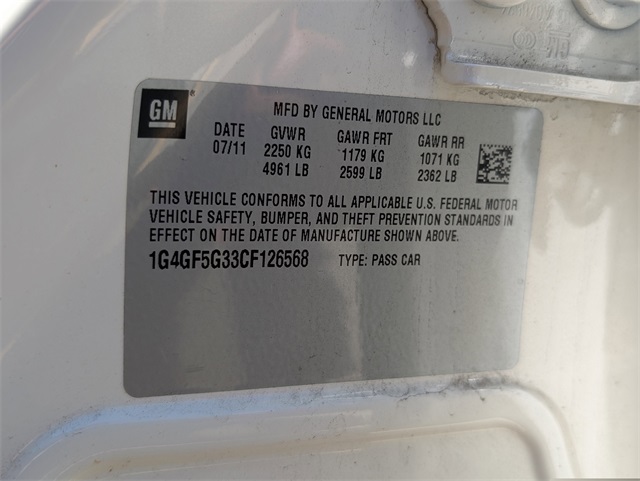 GM
MFD BY GENERAL MOTORS LLC
DATE GVWR GAWR FRT GAWR RR
07/11 2250 KG 1179 KG 1071 KG
4961 LB 2599 LB 2362 LB
THIS VEHICLE CONFORMS TO ALL APPLICABLE U.S. FEDERAL MOTOR
VEHICLE SAFETY, BUMPER, AND THEFT PREVENTION STANDARDS IN
EFFECT ON THE DATE OF MANUFACTURE SHOWN ABOVE.
1G4GF5G33CF126568 TYPE: PASS CAR